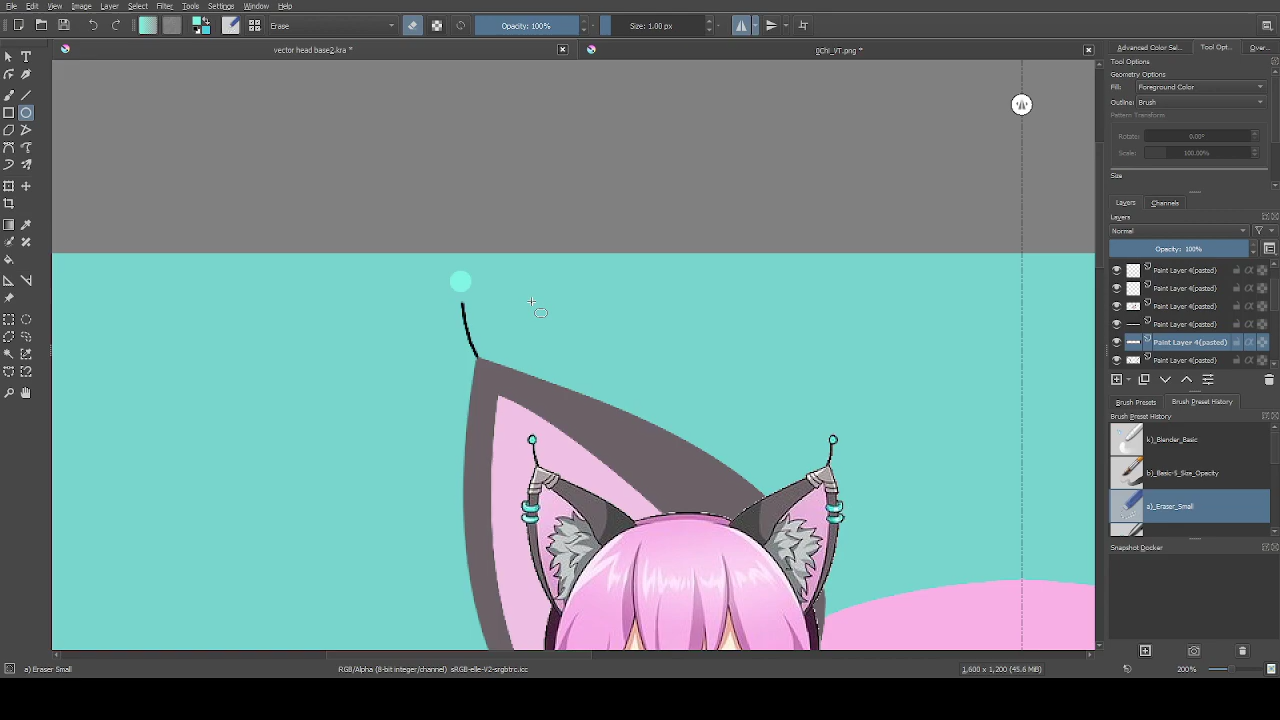 File Edit View Image Layer Select Filter Tools Settings Window Help
Erase
Opacity: 100%
Size: 1.00 px
vector head base2.kra *
0Chi_VT.png *
Advanced Color Sel...
Tool Opt...
Over...
Tool Options
Geometry Options
Fill: Foreground Color
Outline: Brush
Pattern Transform
Rotate: 0.00°
Scale: 100.00%
Size
Layers
Channels
Layers
Normal
Opacity: 100%
Paint Layer 4(pasted)
Paint Layer 4(pasted)
Paint Layer 4(pasted)
Paint Layer 4(pasted)
Paint Layer 4(pasted)
Paint Layer 4(pasted)
Brush Presets
Brush Preset History
Brush Preset History
k)_Blender_Basic
b)_Basic-5_Size_Opacity
a)_Eraser_Small
Snapshot Docker
a) Eraser Small
RGB/Alpha (8-bit integer/channel) sRGB-elle-V2-srgbtrc.icc
1,600 x 1,200 (45.6 MiB)
200%